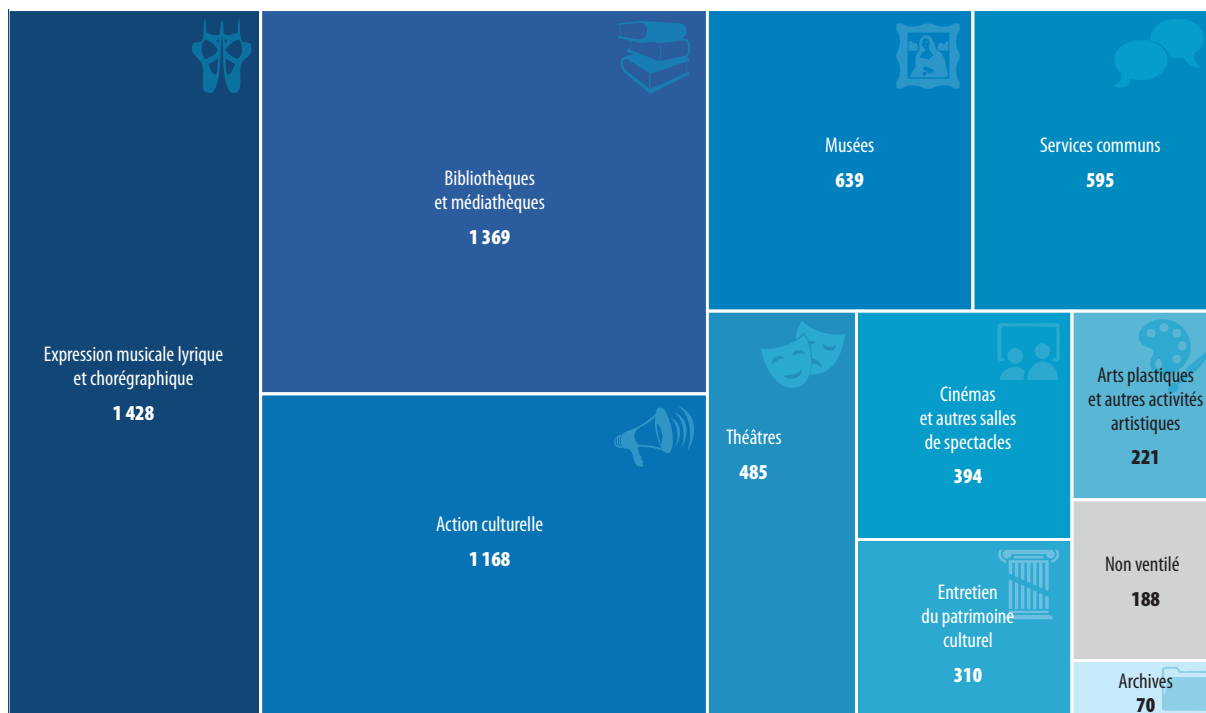 Expression musicale lyrique
et chorégraphique
1 428
Bibliothèques
et médiathèques
1 369
Action culturelle
1 168
Musées
639
Services communs
595
Théâtres
485
Cinémas
et autres salles
de spectacles
394
Entretien
du patrimoine
culturel
310
Arts plastiques
et autres activités
artistiques
221
Non ventilé
188
Archives
70